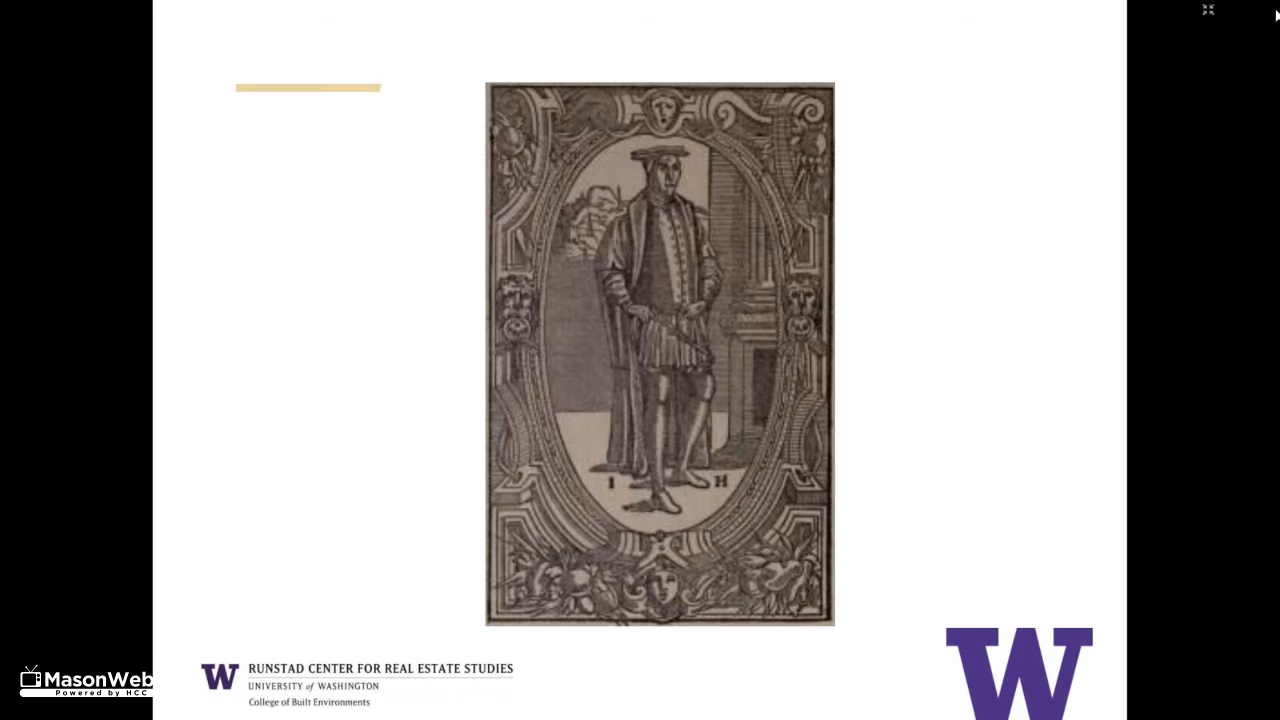 I H
MasonWeb
Powered by HCC
W RUNSTAD CENTER FOR REAL ESTATE STUDIES
UNIVERSITY of WASHINGTON
College of Built Environments
W